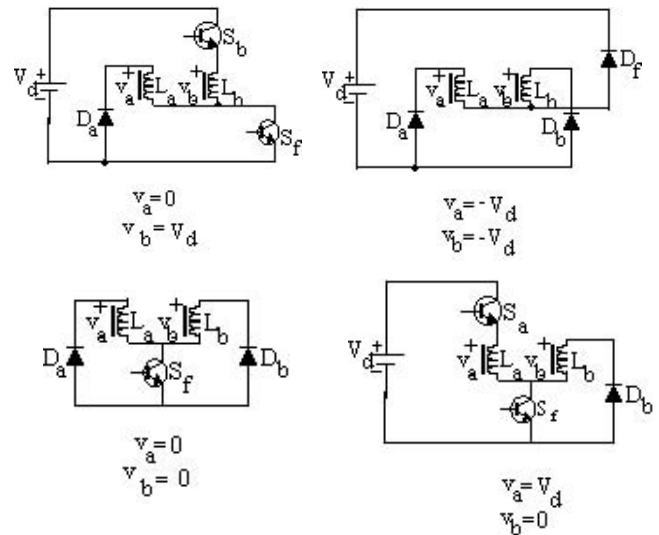 S_b
V_d + −
+ v_a L_a
+ v_b L_b
D_a
S_f
v_a = 0
v_b = V_d
D_f
V_d + −
+ v_a L_a
+ v_b L_b
D_a
D_b
v_a = -V_d
v_b = -V_d
+ v_a L_a
+ v_b L_b
D_a
S_f
D_b
v_a = 0
v_b = 0
S_a
V_d + −
+ v_a L_a
+ v_b L_b
S_f
D_b
v_a = V_d
v_b = 0